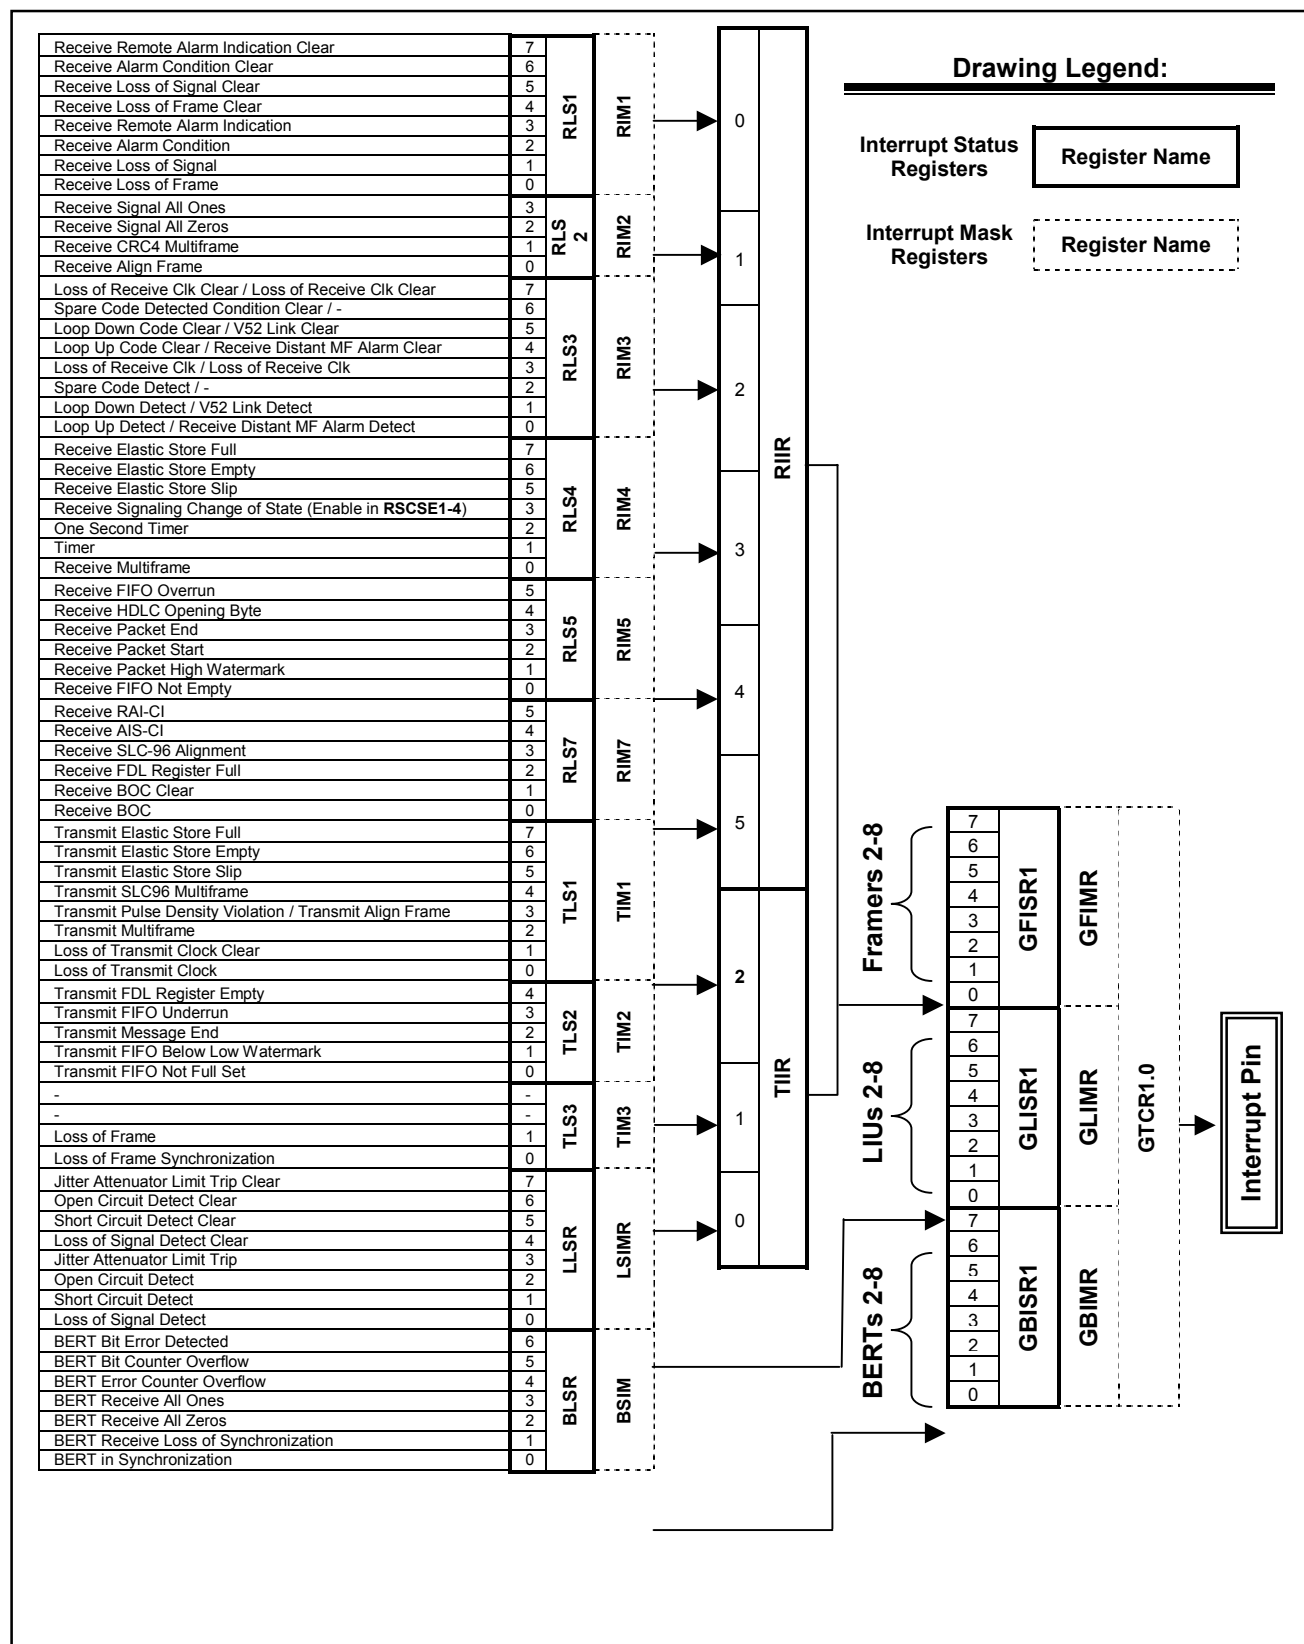 Drawing Legend:
Interrupt Status Registers
Register Name
Interrupt Mask Registers
Register Name
Receive Remote Alarm Indication Clear 7
Receive Alarm Condition Clear 6
Receive Loss of Signal Clear 5
Receive Loss of Frame Clear 4
Receive Remote Alarm Indication 3
Receive Alarm Condition 2
Receive Loss of Signal 1
Receive Loss of Frame 0
RLS1
RIM1
Receive Signal All Ones 3
Receive Signal All Zeros 2
Receive CRC4 Multiframe 1
Receive Align Frame 0
RLS 2
RIM2
Loss of Receive Clk Clear / Loss of Receive Clk Clear 7
Spare Code Detected Condition Clear / - 6
Loop Down Code Clear / V52 Link Clear 5
Loop Up Code Clear / Receive Distant MF Alarm Clear 4
Loss of Receive Clk / Loss of Receive Clk 3
Spare Code Detect / - 2
Loop Down Detect / V52 Link Detect 1
Loop Up Detect / Receive Distant MF Alarm Detect 0
RLS3
RIM3
Receive Elastic Store Full 7
Receive Elastic Store Empty 6
Receive Elastic Store Slip 5
Receive Signaling Change of State (Enable in RSCSE1-4) 3
One Second Timer 2
Timer 1
Receive Multiframe 0
RLS4
RIM4
Receive FIFO Overrun 5
Receive HDLC Opening Byte 4
Receive Packet End 3
Receive Packet Start 2
Receive Packet High Watermark 1
Receive FIFO Not Empty 0
RLS5
RIM5
Receive RAI-CI 5
Receive AIS-CI 4
Receive SLC-96 Alignment 3
Receive FDL Register Full 2
Receive BOC Clear 1
Receive BOC 0
RLS7
RIM7
Transmit Elastic Store Full 7
Transmit Elastic Store Empty 6
Transmit Elastic Store Slip 5
Transmit SLC96 Multiframe 4
Transmit Pulse Density Violation / Transmit Align Frame 3
Transmit Multiframe 2
Loss of Transmit Clock Clear 1
Loss of Transmit Clock 0
TLS1
TIM1
Transmit FDL Register Empty 4
Transmit FIFO Underrun 3
Transmit Message End 2
Transmit FIFO Below Low Watermark 1
Transmit FIFO Not Full Set 0
TLS2
TIM2
- -
- -
Loss of Frame 1
Loss of Frame Synchronization 0
TLS3
TIM3
Jitter Attenuator Limit Trip Clear 7
Open Circuit Detect Clear 6
Short Circuit Detect Clear 5
Loss of Signal Detect Clear 4
Jitter Attenuator Limit Trip 3
Open Circuit Detect 2
Short Circuit Detect 1
Loss of Signal Detect 0
LLSR
LSIMR
BERT Bit Error Detected 6
BERT Bit Counter Overflow 5
BERT Error Counter Overflow 4
BERT Receive All Ones 3
BERT Receive All Zeros 2
BERT Receive Loss of Synchronization 1
BERT in Synchronization 0
BLSR
BSIM
0
1
2
3
4
5
RIIR
2
1
0
TIIR
Framers 2-8
7
6
5
4
3
2
1
0
GFISR1
GFIMR
LIUs 2-8
7
6
5
4
3
2
1
0
GLISR1
GLIMR
BERTs 2-8
7
6
5
4
3
2
1
0
GBISR1
GBIMR
GTCR1.0
Interrupt Pin